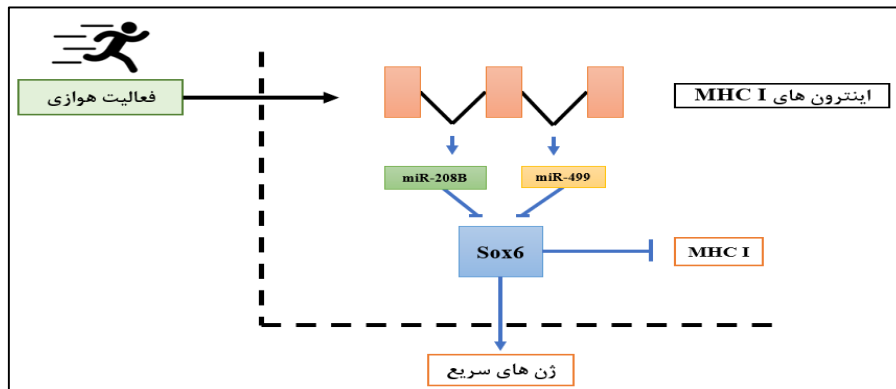 فعالیت هوازی
اینترون های MHC I
miR-208B
miR-499
Sox6
MHC I
ژن های سریع